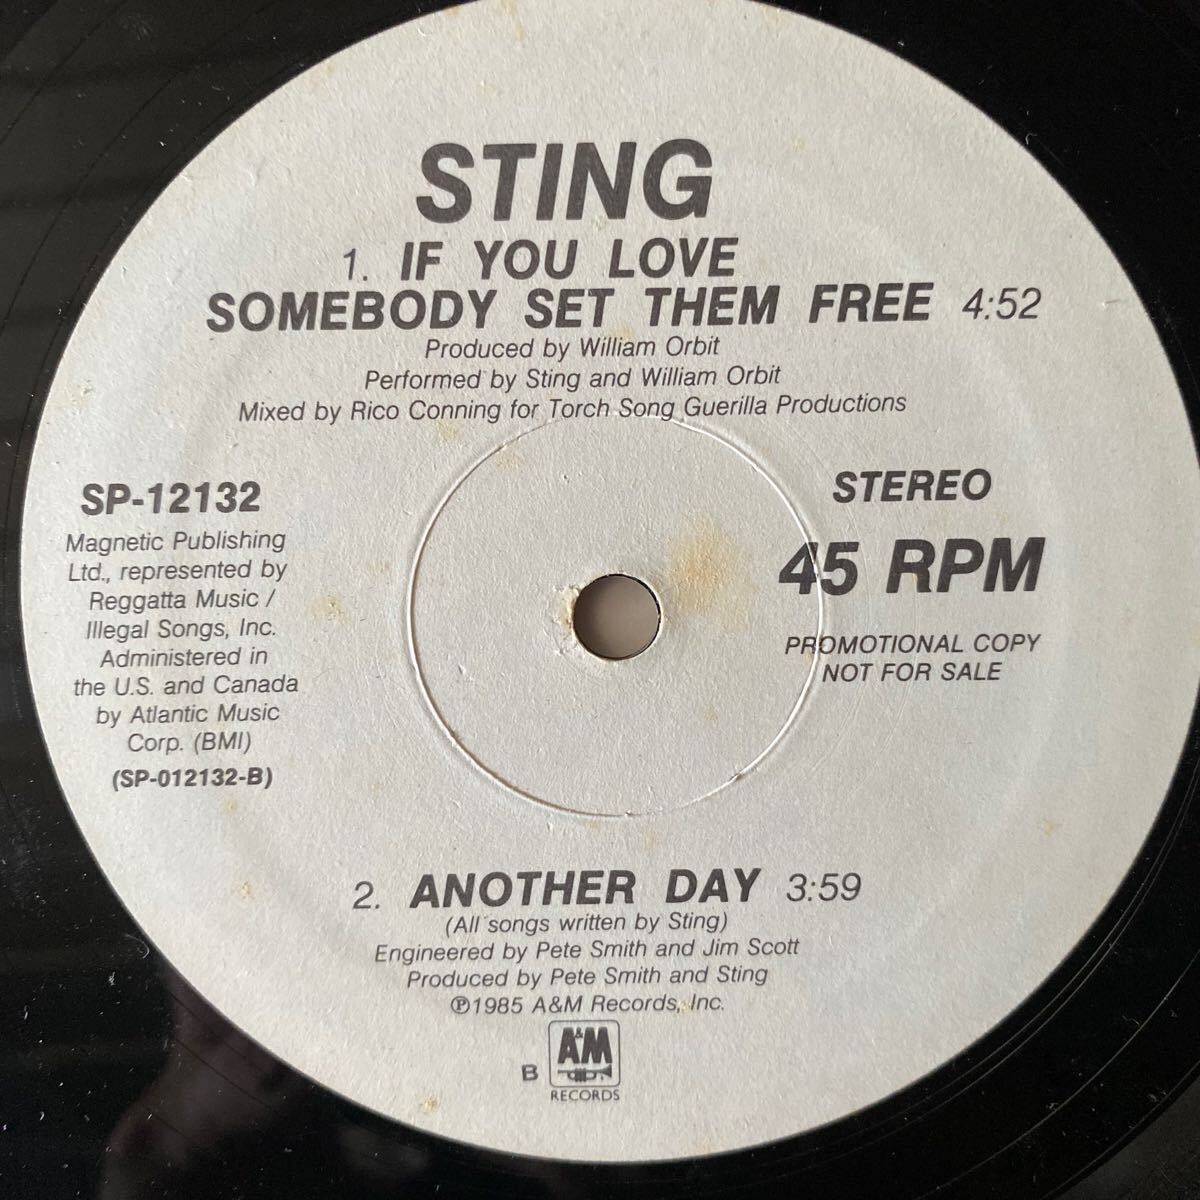 STING
1. IF YOU LOVE
SOMEBODY SET THEM FREE 4:52
Produced by William Orbit
Performed by Sting and William Orbit
Mixed by Rico Conning for Torch Song Guerilla Productions
SP-12132
Magnetic Publishing
Ltd., represented by
Reggatta Music /
Illegal Songs, Inc.
Administered in
the U.S. and Canada
by Atlantic Music
Corp. (BMI)
(SP-012132-B)
STEREO
45 RPM
PROMOTIONAL COPY
NOT FOR SALE
2. ANOTHER DAY 3:59
(All songs written by Sting)
Engineered by Pete Smith and Jim Scott
Produced by Pete Smith and Sting
℗1985 A&M Records, Inc.
B
A&M
RECORDS